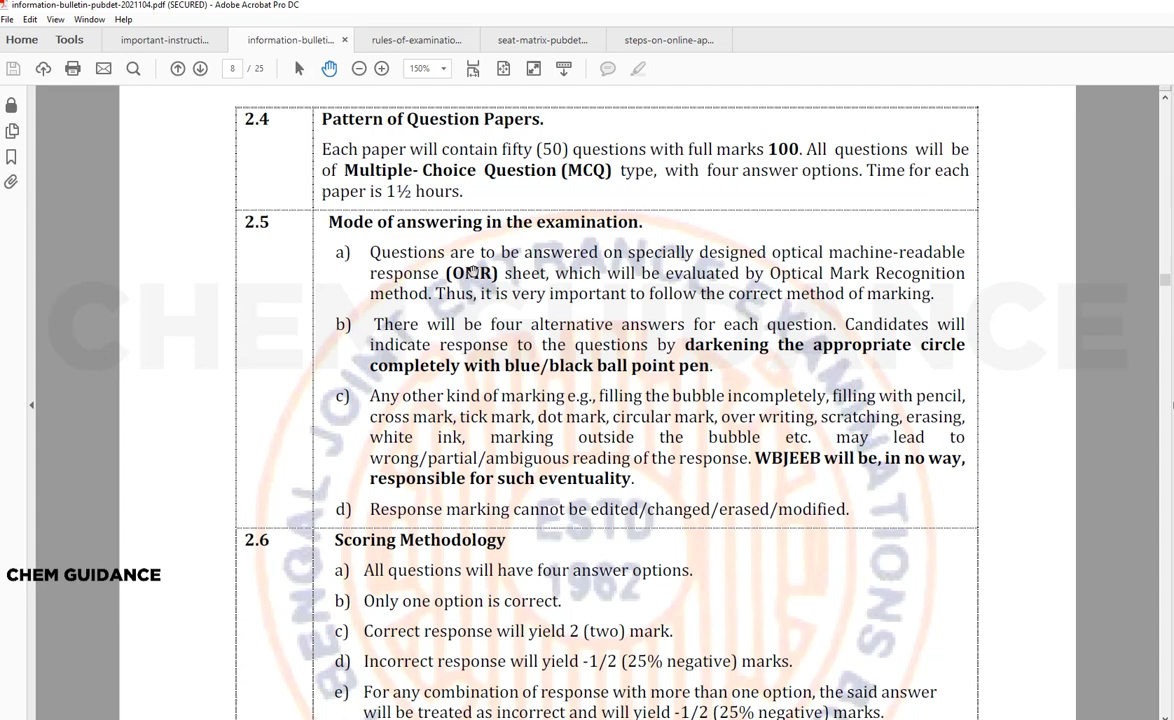 information-bulletin-pubdet-2021104.pdf (SECURED) - Adobe Acrobat Pro DC
File Edit View Window Help
Home Tools important-instructi... information-bulleti... × rules-of-examinatio... seat-matrix-pubdet... steps-on-online-ap...
8 / 25 150%
2.4 Pattern of Question Papers.
Each paper will contain fifty (50) questions with full marks 100. All questions will be
of Multiple- Choice Question (MCQ) type, with four answer options. Time for each
paper is 1½ hours.
2.5 Mode of answering in the examination.
a) Questions are to be answered on specially designed optical machine-readable
response (OMR) sheet, which will be evaluated by Optical Mark Recognition
method. Thus, it is very important to follow the correct method of marking.
b) There will be four alternative answers for each question. Candidates will
indicate response to the questions by darkening the appropriate circle
completely with blue/black ball point pen.
c) Any other kind of marking e.g., filling the bubble incompletely, filling with pencil,
cross mark, tick mark, dot mark, circular mark, over writing, scratching, erasing,
white ink, marking outside the bubble etc. may lead to
wrong/partial/ambiguous reading of the response. WBJEEB will be, in no way,
responsible for such eventuality.
d) Response marking cannot be edited/changed/erased/modified.
2.6 Scoring Methodology
a) All questions will have four answer options.
b) Only one option is correct.
c) Correct response will yield 2 (two) mark.
d) Incorrect response will yield -1/2 (25% negative) marks.
e) For any combination of response with more than one option, the said answer
will be treated as incorrect and will yield -1/2 (25% negative) marks.
CHEM GUIDANCE
CHEM GUIDANCE
BENGAL JOINT ENTRANCE EXAMINATIONS B
ESTD
1962